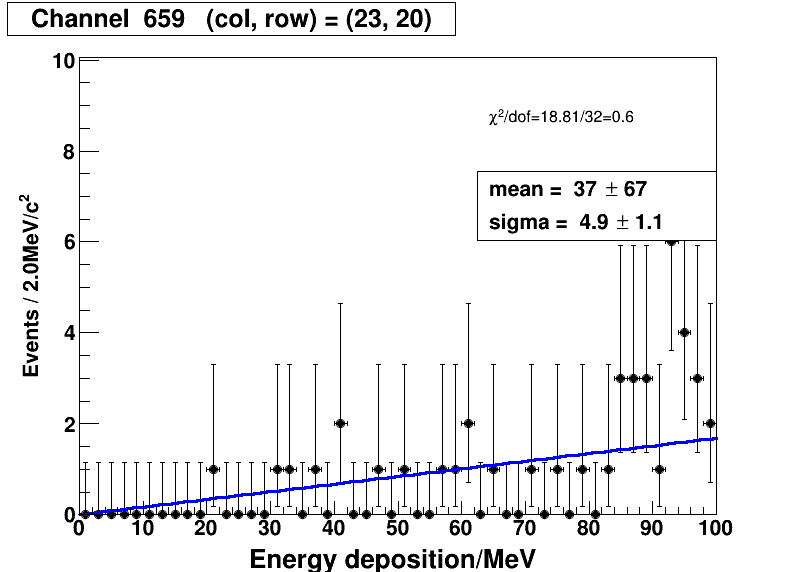 Channel 659 (col, row) = (23, 20)
χ²/dof=18.81/32=0.6
mean = 37 ± 67
sigma = 4.9 ± 1.1
Events / 2.0MeV/c²
10
8
6
4
2
0
0 10 20 30 40 50 60 70 80 90 100
Energy deposition/MeV